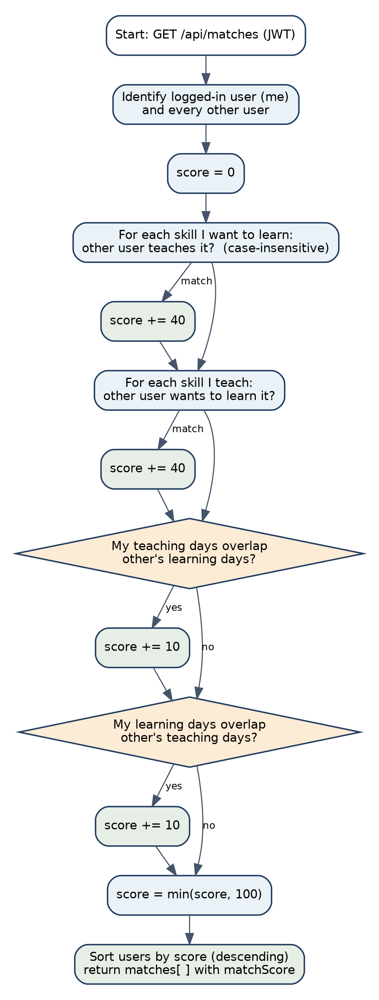 Start: GET /api/matches (JWT)
Identify logged-in user (me)
and every other user
score = 0
For each skill I want to learn:
other user teaches it?  (case-insensitive)
match
score += 40
For each skill I teach:
other user wants to learn it?
match
score += 40
My teaching days overlap
other's learning days?
yes
score += 10
no
My learning days overlap
other's teaching days?
yes
score += 10
no
score = min(score, 100)
Sort users by score (descending)
return matches[ ] with matchScore